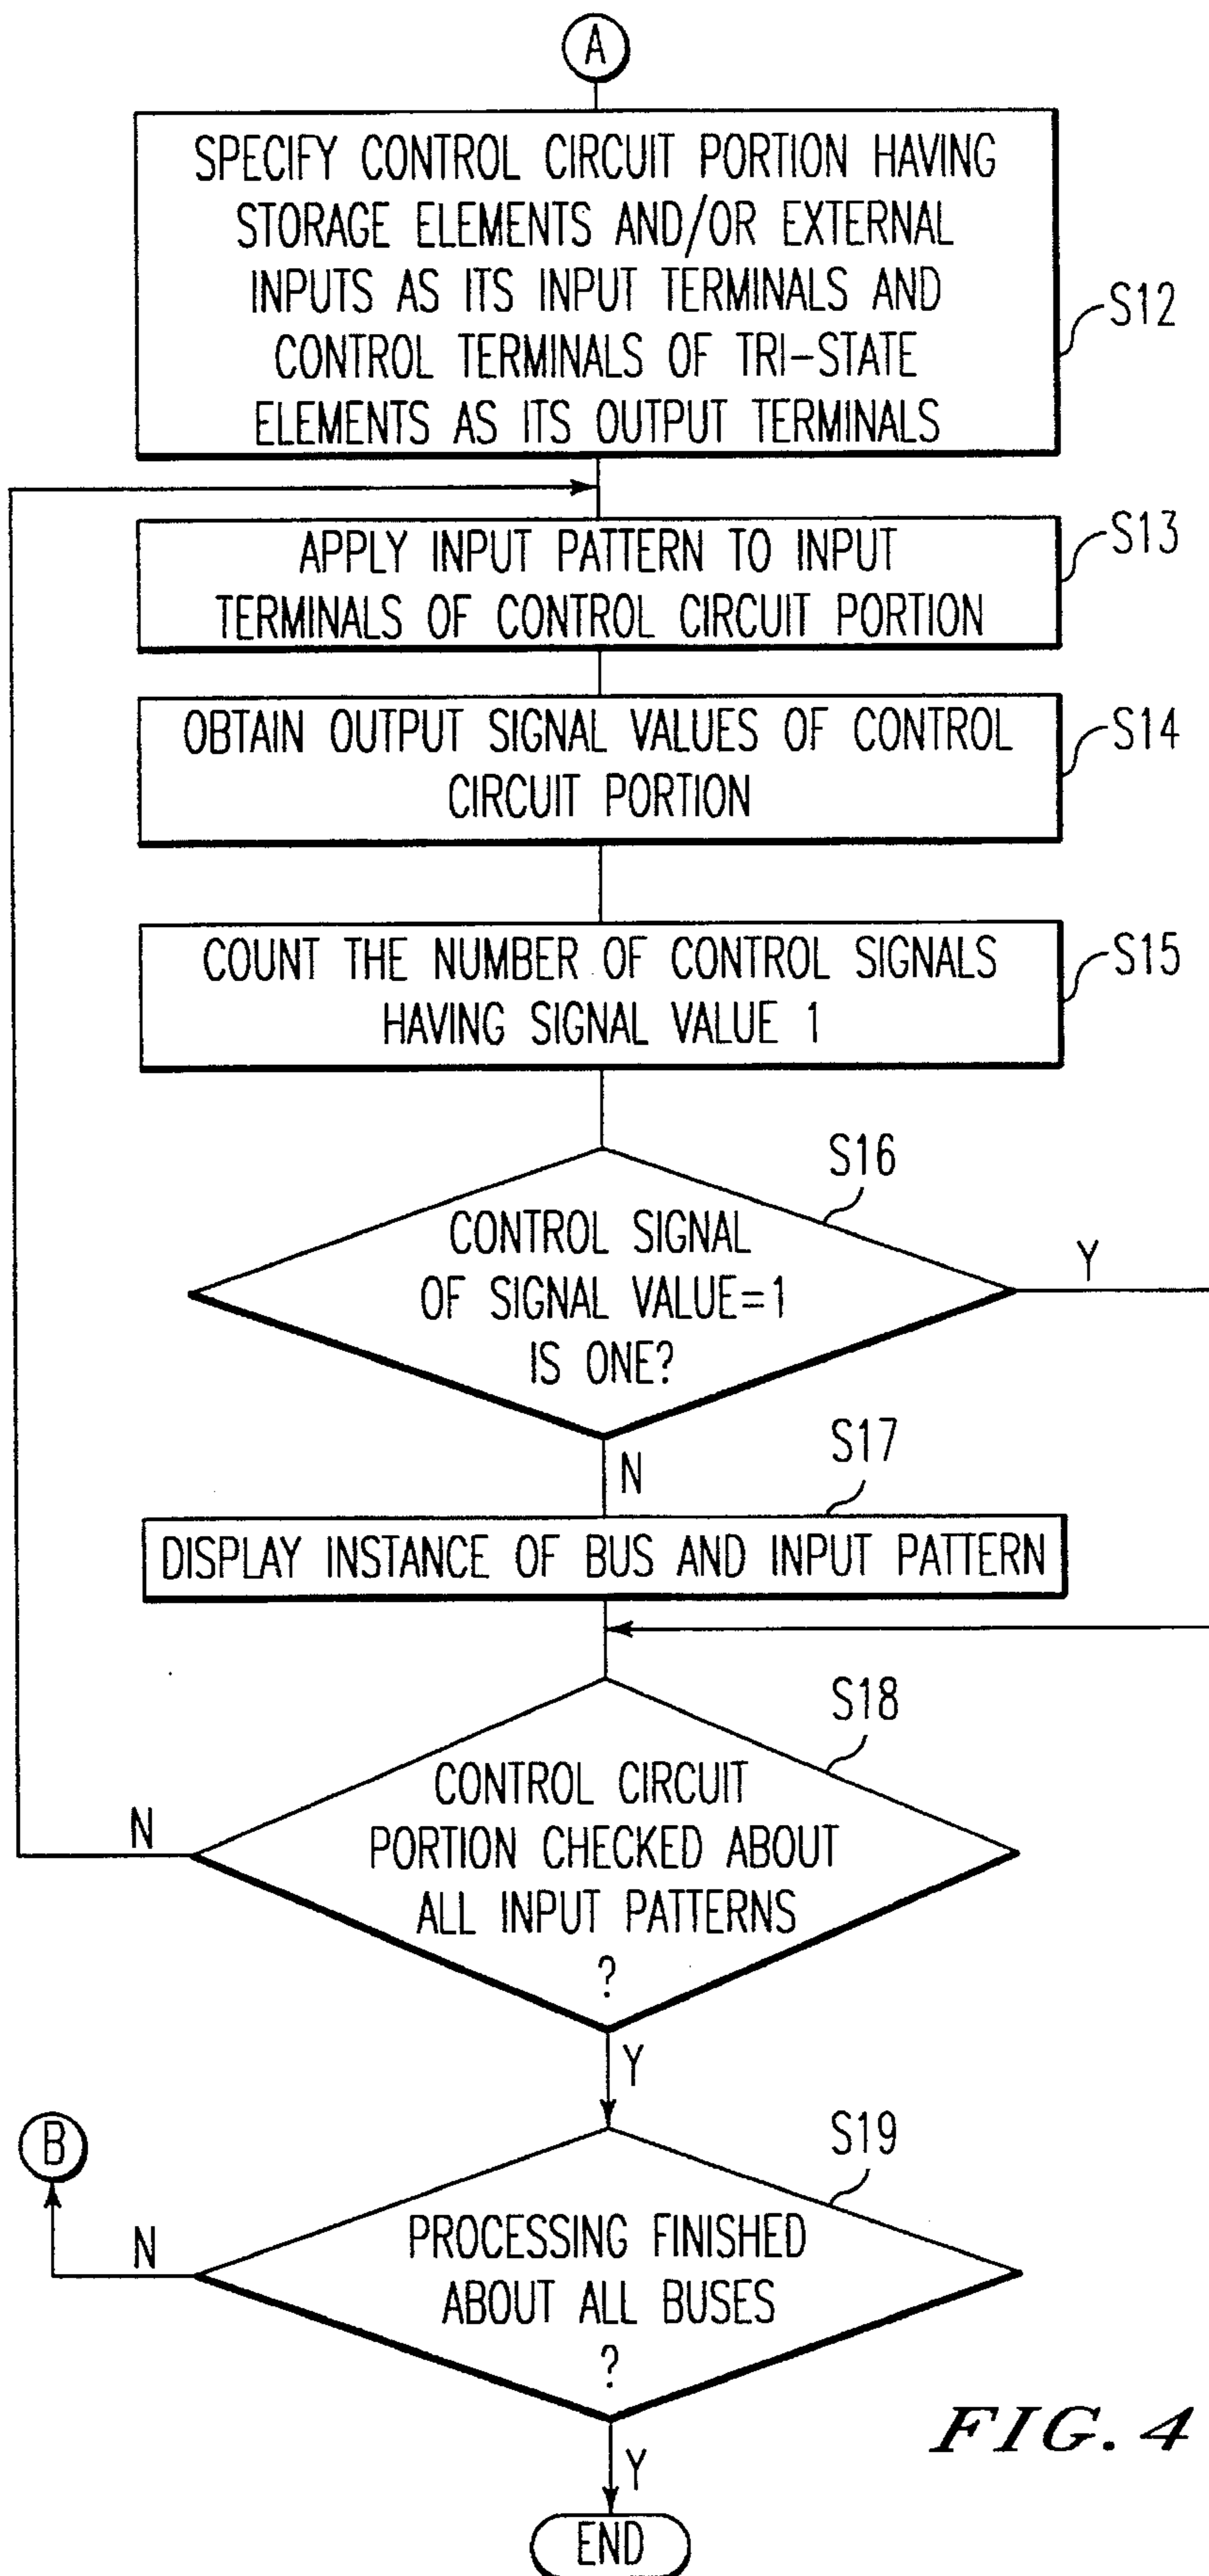 A
SPECIFY CONTROL CIRCUIT PORTION HAVING
STORAGE ELEMENTS AND/OR EXTERNAL
INPUTS AS ITS INPUT TERMINALS AND
CONTROL TERMINALS OF TRI-STATE
ELEMENTS AS ITS OUTPUT TERMINALS
S12
APPLY INPUT PATTERN TO INPUT
TERMINALS OF CONTROL CIRCUIT PORTION
S13
OBTAIN OUTPUT SIGNAL VALUES OF CONTROL
CIRCUIT PORTION
S14
COUNT THE NUMBER OF CONTROL SIGNALS
HAVING SIGNAL VALUE 1
S15
S16
CONTROL SIGNAL
OF SIGNAL VALUE=1
IS ONE?
Y
N
S17
DISPLAY INSTANCE OF BUS AND INPUT PATTERN
S18
CONTROL CIRCUIT
PORTION CHECKED ABOUT
ALL INPUT PATTERNS
?
N
Y
B
S19
PROCESSING FINISHED
ABOUT ALL BUSES
?
N
Y
END
FIG. 4